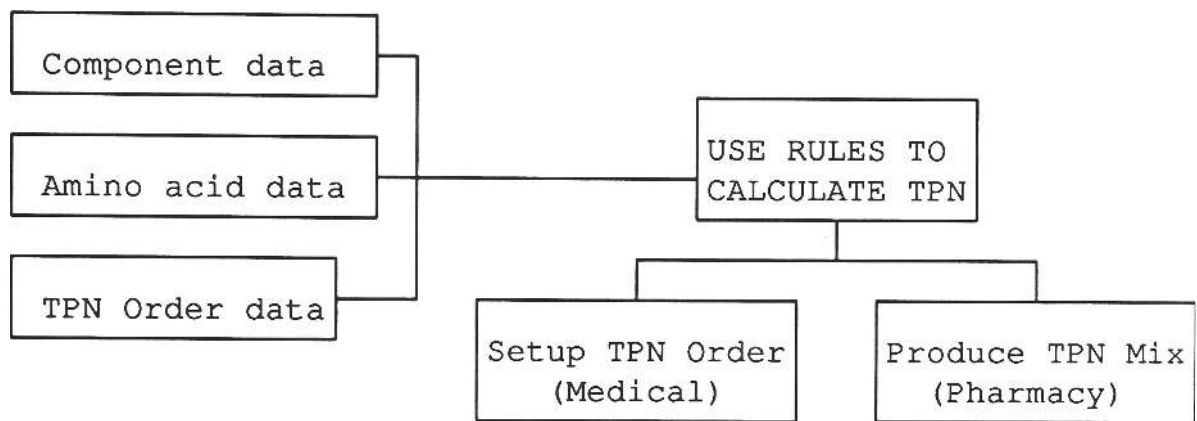 Component data
Amino acid data
TPN Order data
USE RULES TO
CALCULATE TPN
Setup TPN Order
(Medical)
Produce TPN Mix
(Pharmacy)